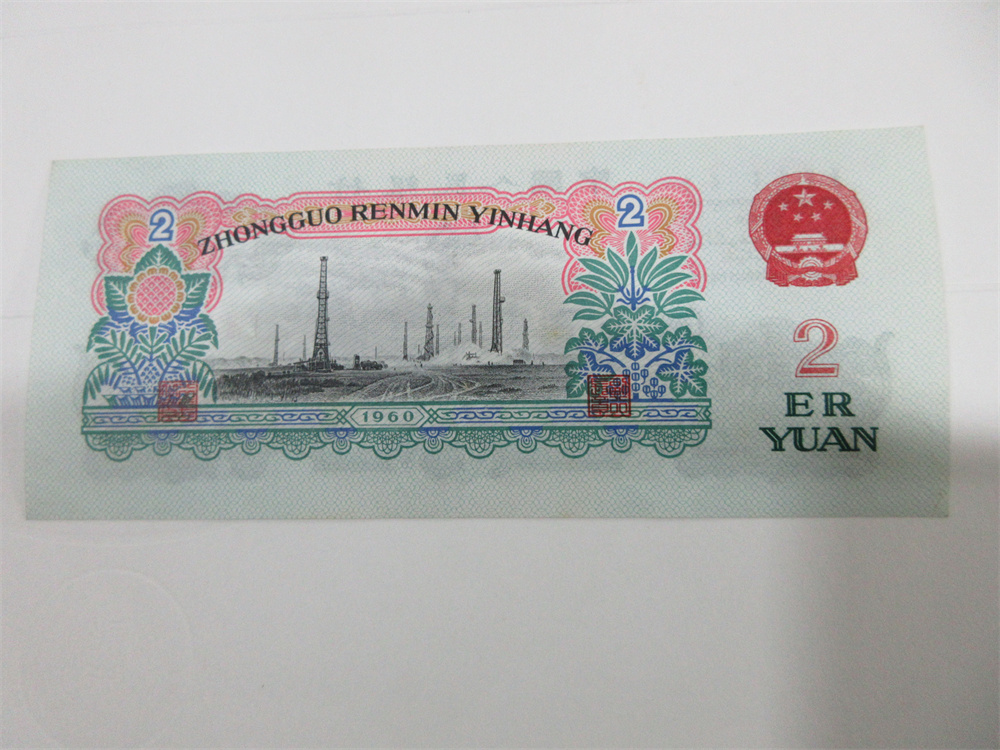 2
2
ZHONGGUO RENMIN YINHANG
1960
2
ER
YUAN